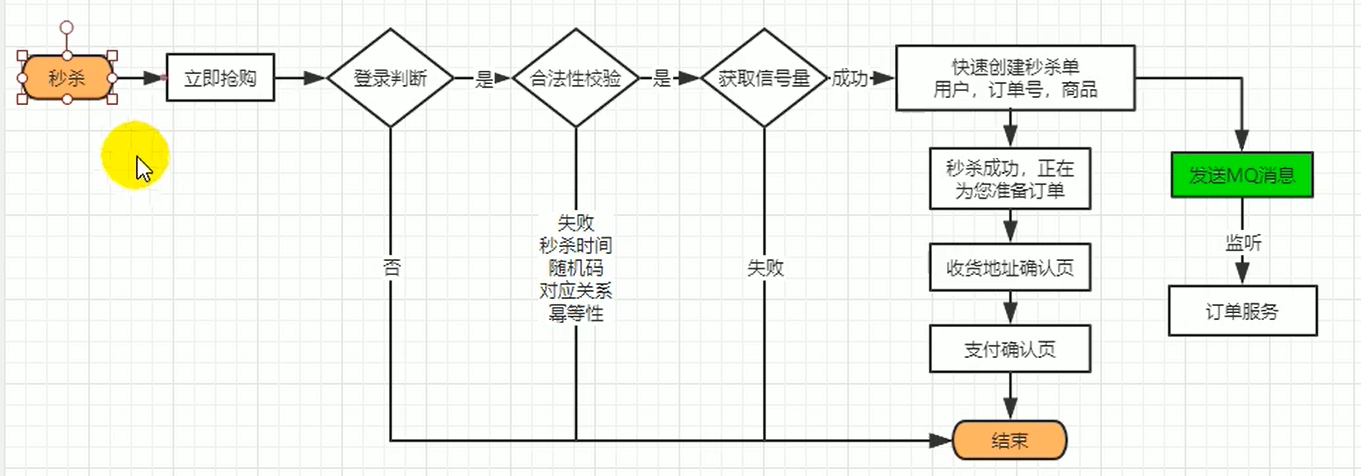 秒杀
立即抢购
登录判断
是
合法性校验
是
获取信号量
成功
快速创建秒杀单
用户，订单号，商品
秒杀成功，正在
为您准备订单
发送MQ消息
失败
秒杀时间
随机码
对应关系
幂等性
否
失败
监听
收货地址确认页
订单服务
支付确认页
结束